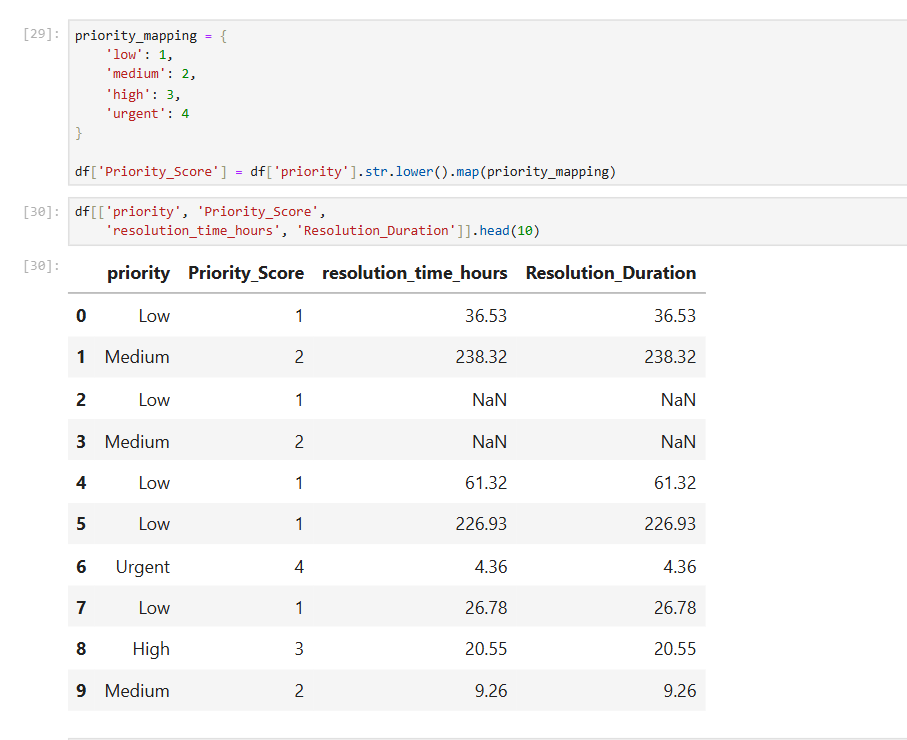 [29]: priority_mapping = {
    'low': 1,
    'medium': 2,
    'high': 3,
    'urgent': 4
}
df['Priority_Score'] = df['priority'].str.lower().map(priority_mapping)
[30]: df[['priority', 'Priority_Score',
    'resolution_time_hours', 'Resolution_Duration']].head(10)
[30]:
priority Priority_Score resolution_time_hours Resolution_Duration
0 Low 1 36.53 36.53
1 Medium 2 238.32 238.32
2 Low 1 NaN NaN
3 Medium 2 NaN NaN
4 Low 1 61.32 61.32
5 Low 1 226.93 226.93
6 Urgent 4 4.36 4.36
7 Low 1 26.78 26.78
8 High 3 20.55 20.55
9 Medium 2 9.26 9.26